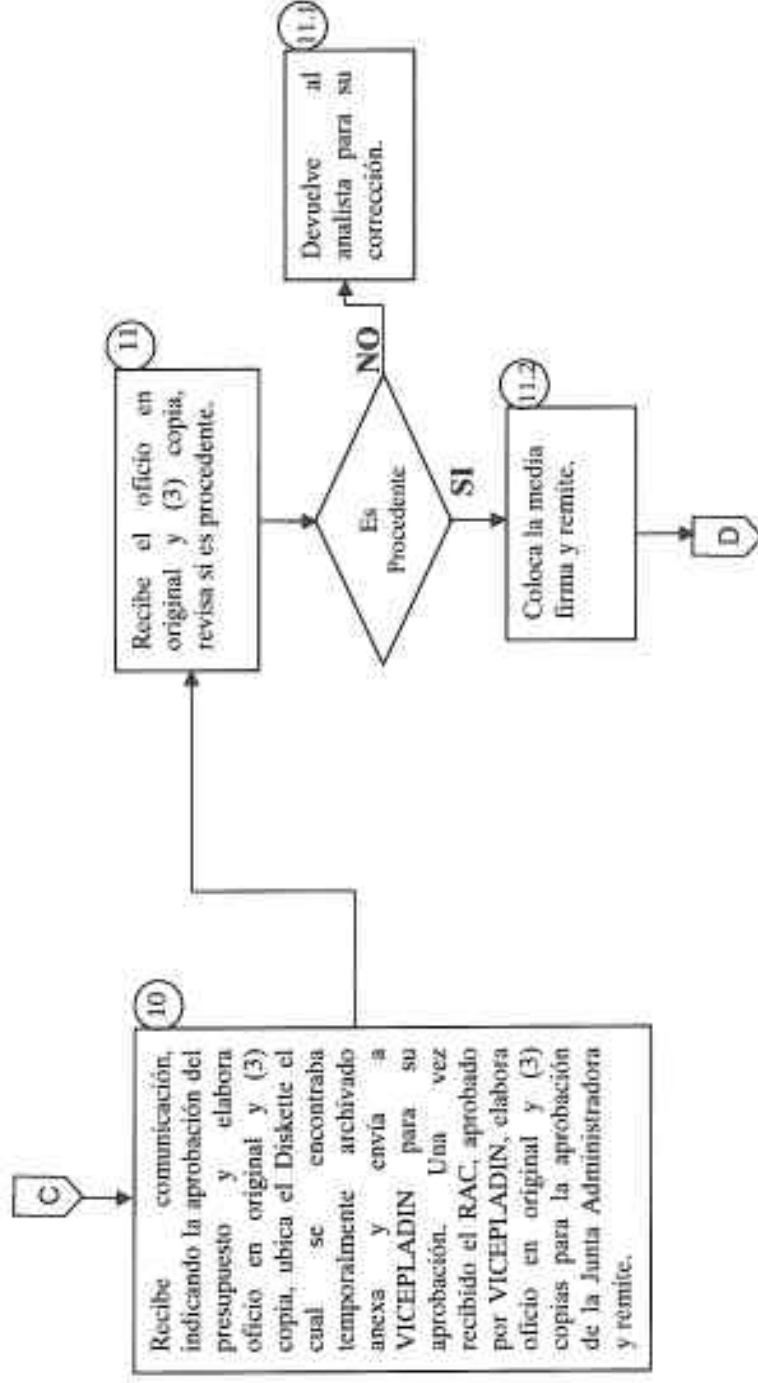 C
10
Recibe comunicación,
indicando la aprobación del
presupuesto y elabora
oficio en original y (3)
copia, ubica el Diskette el
cual se encontraba
temporalmente archivado
anexa y envía a
VICEPLADIN para su
aprobación. Una vez
recibido el RAC, aprobado
por VICEPLADIN, elabora
oficio en original y (3)
copias para la aprobación
de la Junta Administradora
y remite.
11
Recibe el oficio en
original y (3) copia,
revisa si es procedente.
Es
Procedente
NO
11.1
Devuelve al
analista para su
corrección.
SI
11.2
Coloca la media
firma y remite.
D